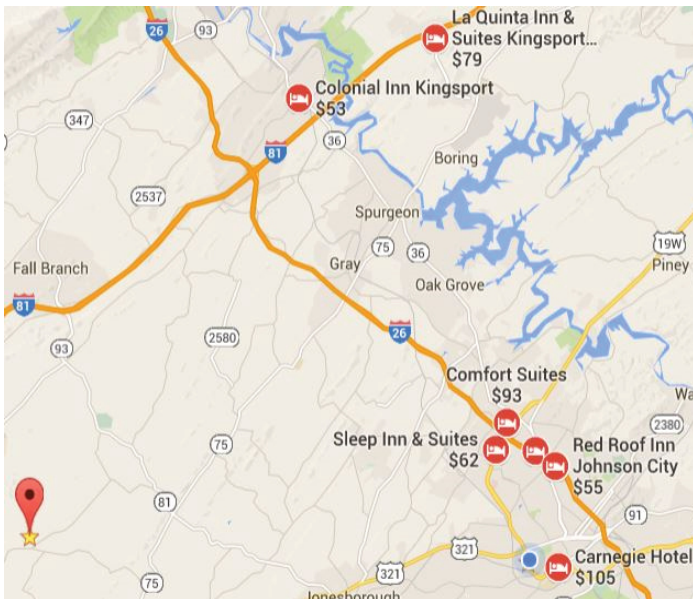 26
93
La Quinta Inn &
Suites Kingsport...
$79
Colonial Inn Kingsport
$53
347
36
81
Boring
2537
Spurgeon
75
36
19W
Gray
Piney
Fall Branch
Oak Grove
81
26
93
2580
Comfort Suites
$93
2380
75
Sleep Inn & Suites
$62
Red Roof Inn
Johnson City
$55
81
91
321
321
Carnegie Hotel
$105
75
Jonesborough